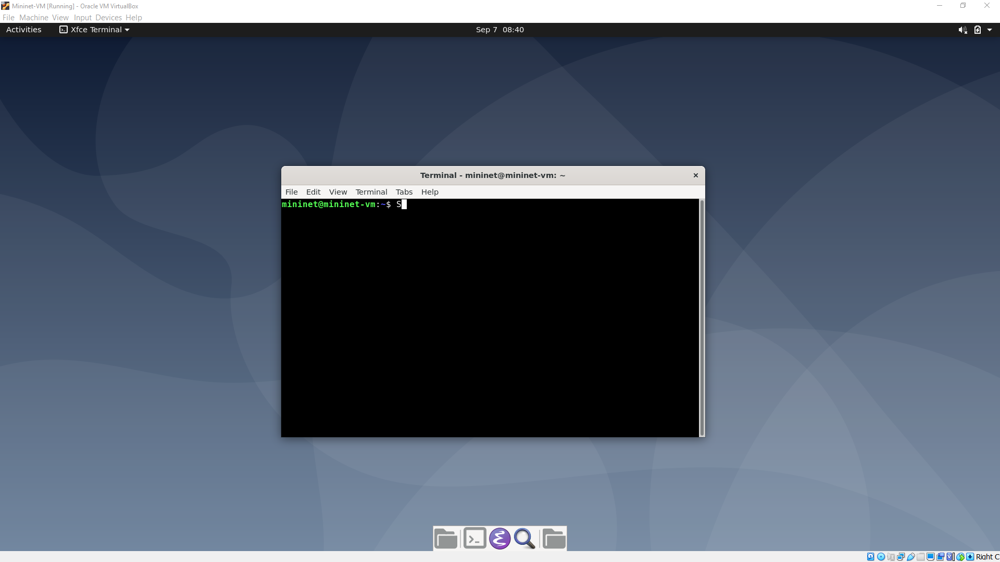 Mininet-VM [Running] - Oracle VM VirtualBox
File Machine View Input Devices Help
Activities Xfce Terminal Sep 7 08:40
Terminal - mininet@mininet-vm: ~
File Edit View Terminal Tabs Help
mininet@mininet-vm:~$ S
Right C